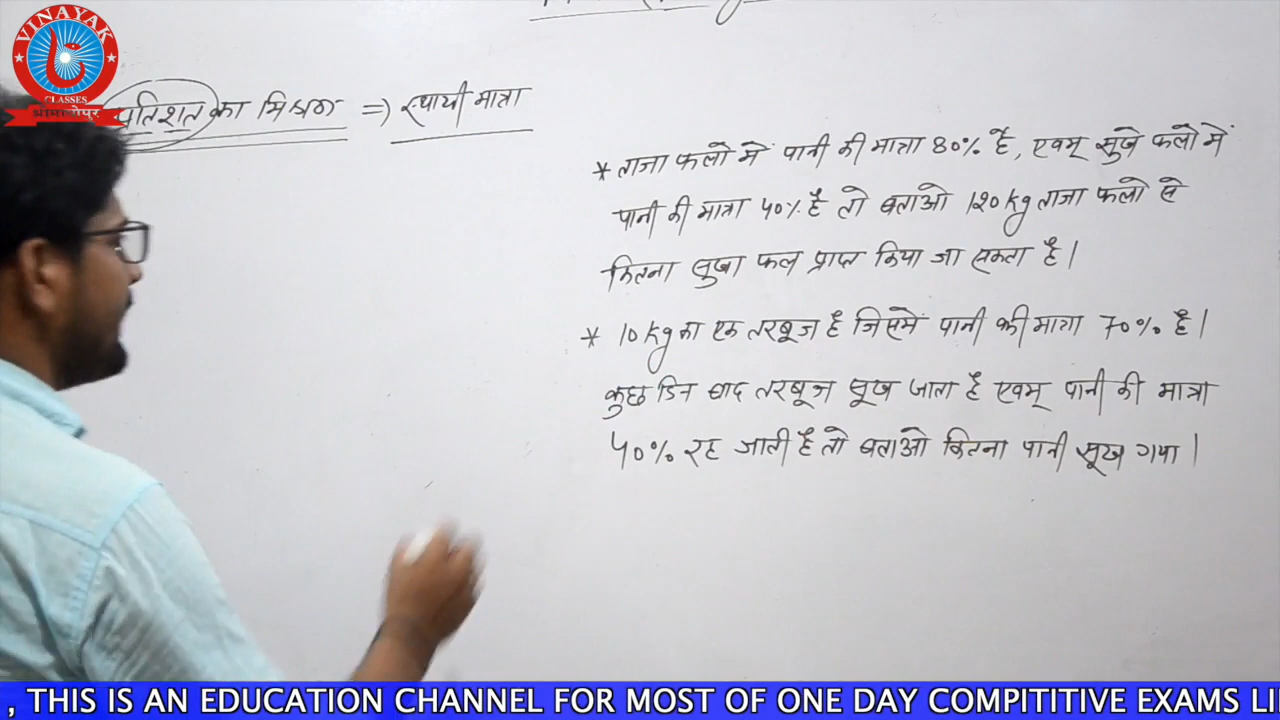 VINAYAK
CLASSES
प्रतिशत का मिश्रण => स्थायी मात्रा
* ताजा फलो में पानी की मात्रा 80% है, एवम् सुखे फलो में
पानी की मात्रा 40% है तो बताओ 120 kg ताजा फलो से
कितना सुखा फल प्राप्त किया जा सकता है।
* 10 kg का एक तरबूज है जिसमें पानी की मात्रा 70% है।
कुछ दिन बाद तरबूज सूख जाता है एवम् पानी की मात्रा
40% रह जाती है तो बताओ कितना पानी सूख गया।
, THIS IS AN EDUCATION CHANNEL FOR MOST OF ONE DAY COMPITITIVE EXAMS LI